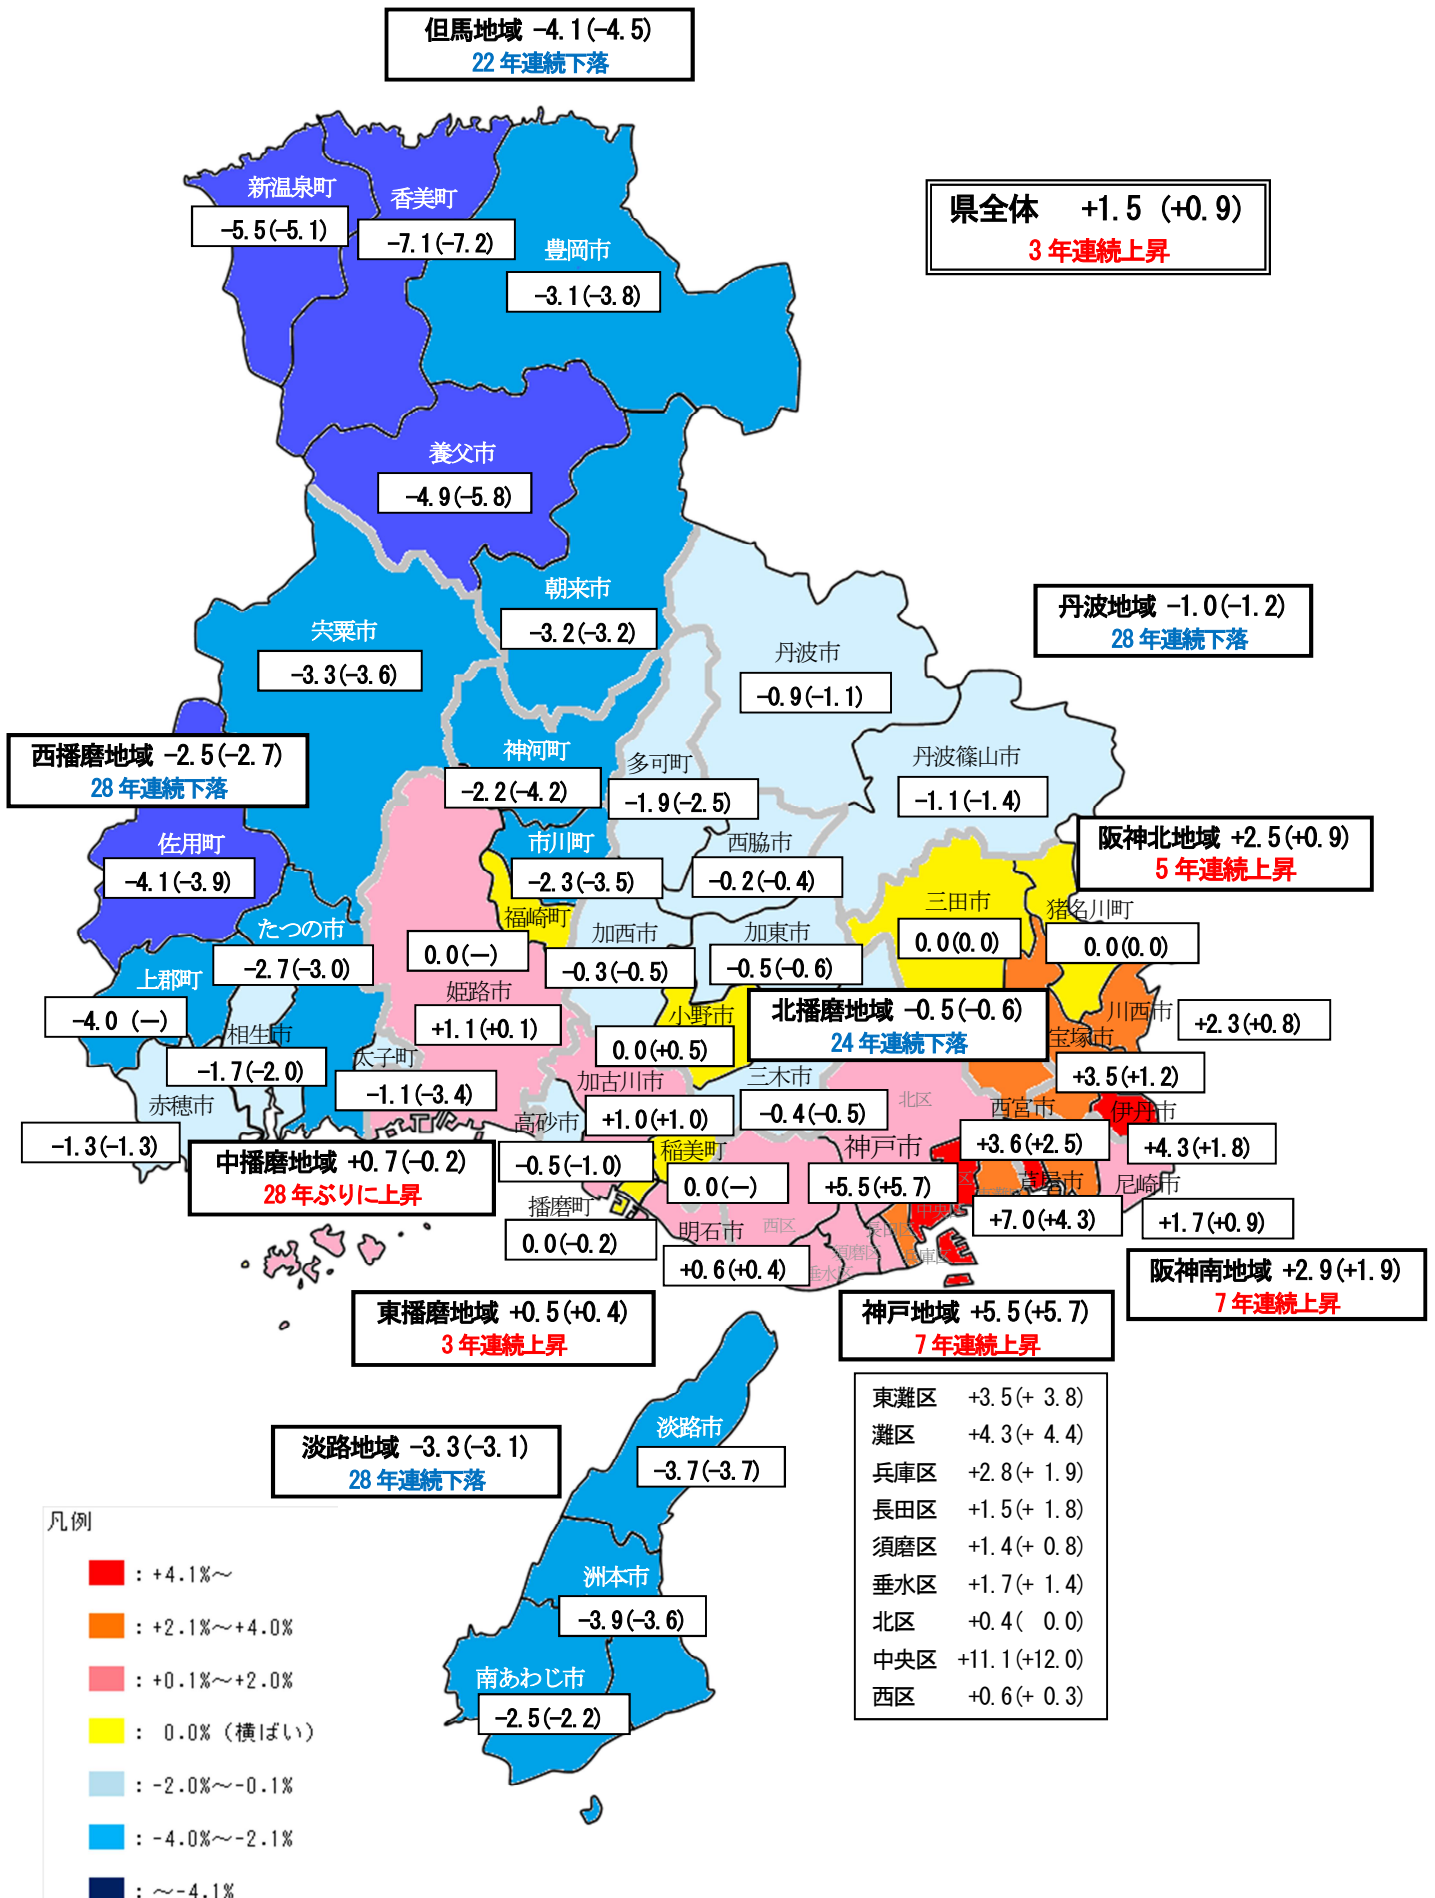 但馬地域 -4.1(-4.5)
22年連続下落
新温泉町
-5.5(-5.1)
香美町
-7.1(-7.2)
豊岡市
-3.1(-3.8)
県全体 +1.5 (+0.9)
3年連続上昇
養父市
-4.9(-5.8)
朝来市
-3.2(-3.2)
宍粟市
-3.3(-3.6)
丹波地域 -1.0(-1.2)
28年連続下落
丹波市
-0.9(-1.1)
西播磨地域 -2.5(-2.7)
28年連続下落
神河町
-2.2(-4.2)
多可町
-1.9(-2.5)
丹波篠山市
-1.1(-1.4)
佐用町
-4.1(-3.9)
市川町
-2.3(-3.5)
西脇市
-0.2(-0.4)
阪神北地域 +2.5(+0.9)
5年連続上昇
たつの市
-2.7(-3.0)
福崎町
0.0(―)
加西市
-0.3(-0.5)
加東市
-0.5(-0.6)
三田市
0.0(0.0)
猪名川町
0.0(0.0)
上郡町
-4.0 (―)
姫路市
+1.1(+0.1)
小野市
0.0(+0.5)
北播磨地域 -0.5(-0.6)
24年連続下落
川西市
+2.3(+0.8)
宝塚市
+3.5(+1.2)
相生市
-1.7(-2.0)
太子町
-1.1(-3.4)
加古川市
+1.0(+1.0)
三木市
-0.4(-0.5)
北区
西宮市
+3.6(+2.5)
伊丹市
+4.3(+1.8)
赤穂市
-1.3(-1.3)
高砂市
-0.5(-1.0)
稲美町
0.0(―)
神戸市
+5.5(+5.7)
芦屋市
+7.0(+4.3)
尼崎市
+1.7(+0.9)
中播磨地域 +0.7(-0.2)
28年ぶりに上昇
播磨町
0.0(-0.2)
明石市
+0.6(+0.4)
西区
垂水区
須磨区
長田区
兵庫区
中央区
阪神南地域 +2.9(+1.9)
7年連続上昇
東播磨地域 +0.5(+0.4)
3年連続上昇
神戸地域 +5.5(+5.7)
7年連続上昇
東灘区 +3.5(+ 3.8)
灘区 +4.3(+ 4.4)
兵庫区 +2.8(+ 1.9)
長田区 +1.5(+ 1.8)
須磨区 +1.4(+ 0.8)
垂水区 +1.7(+ 1.4)
北区 +0.4( 0.0)
中央区 +11.1(+12.0)
西区 +0.6(+ 0.3)
淡路地域 -3.3(-3.1)
28年連続下落
淡路市
-3.7(-3.7)
洲本市
-3.9(-3.6)
南あわじ市
-2.5(-2.2)
凡例
：+4.1%～
：+2.1%～+4.0%
：+0.1%～+2.0%
： 0.0%（横ばい）
：-2.0%～-0.1%
：-4.0%～-2.1%
：～-4.1%